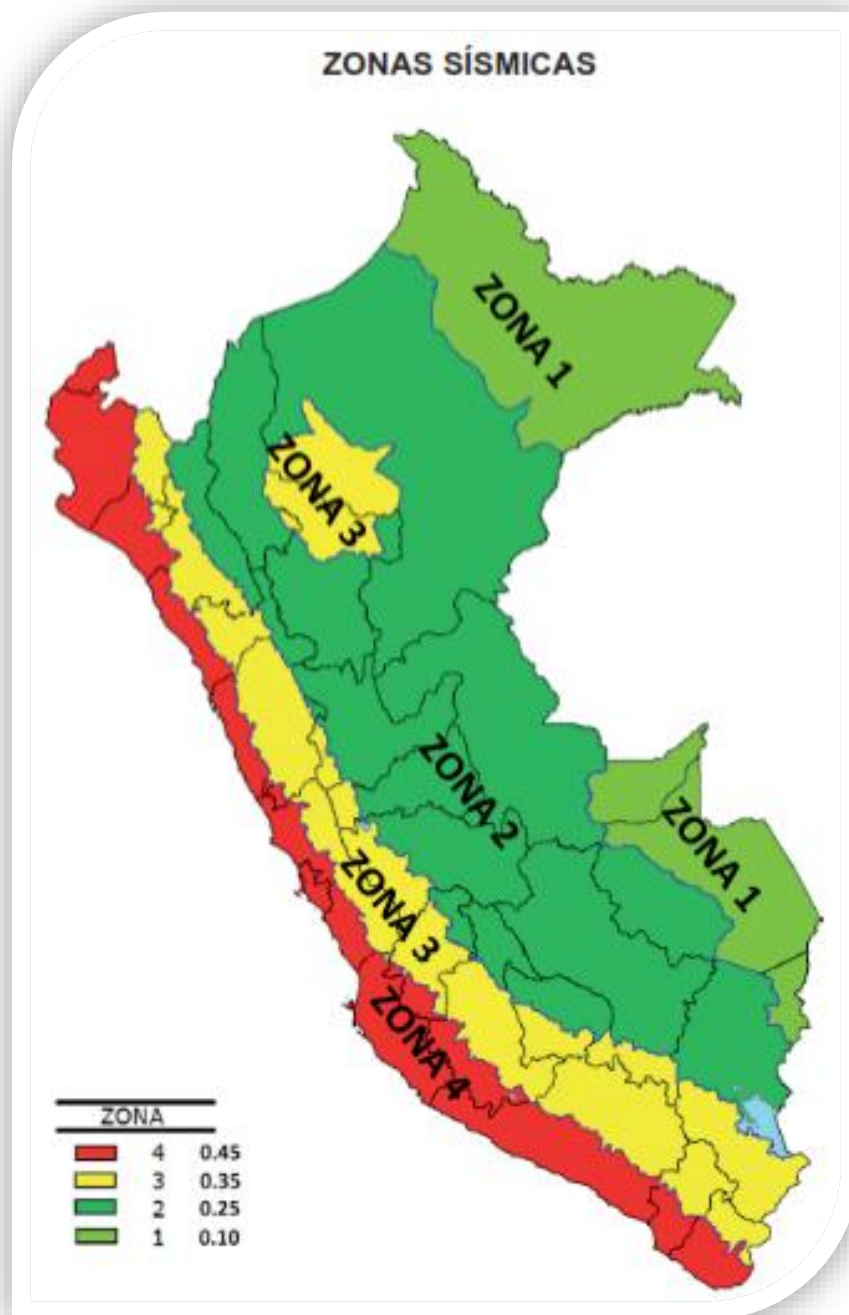 ZONAS SÍSMICAS
ZONA 1
ZONA 3
ZONA 2
ZONA 1
ZONA 3
ZONA 4
ZONA
4 0.45
3 0.35
2 0.25
1 0.10